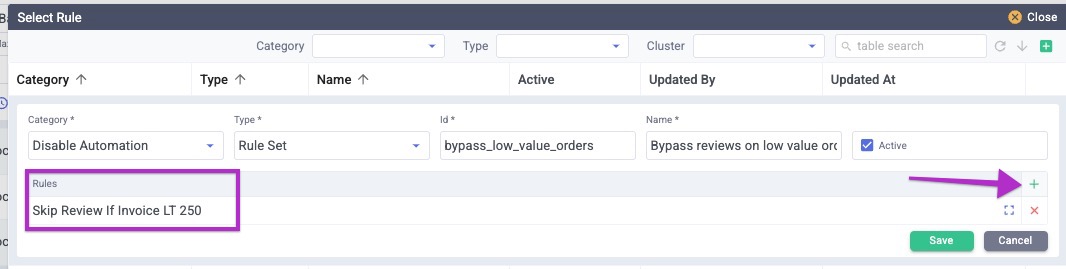 Select Rule
Close
Category
Type
Cluster
table search
Category
Type
Name
Active
Updated By
Updated At
Category *
Type *
Id *
Name *
Disable Automation
Rule Set
bypass_low_value_orders
Bypass reviews on low value ord
Active
Rules
Skip Review If Invoice LT 250
Save
Cancel